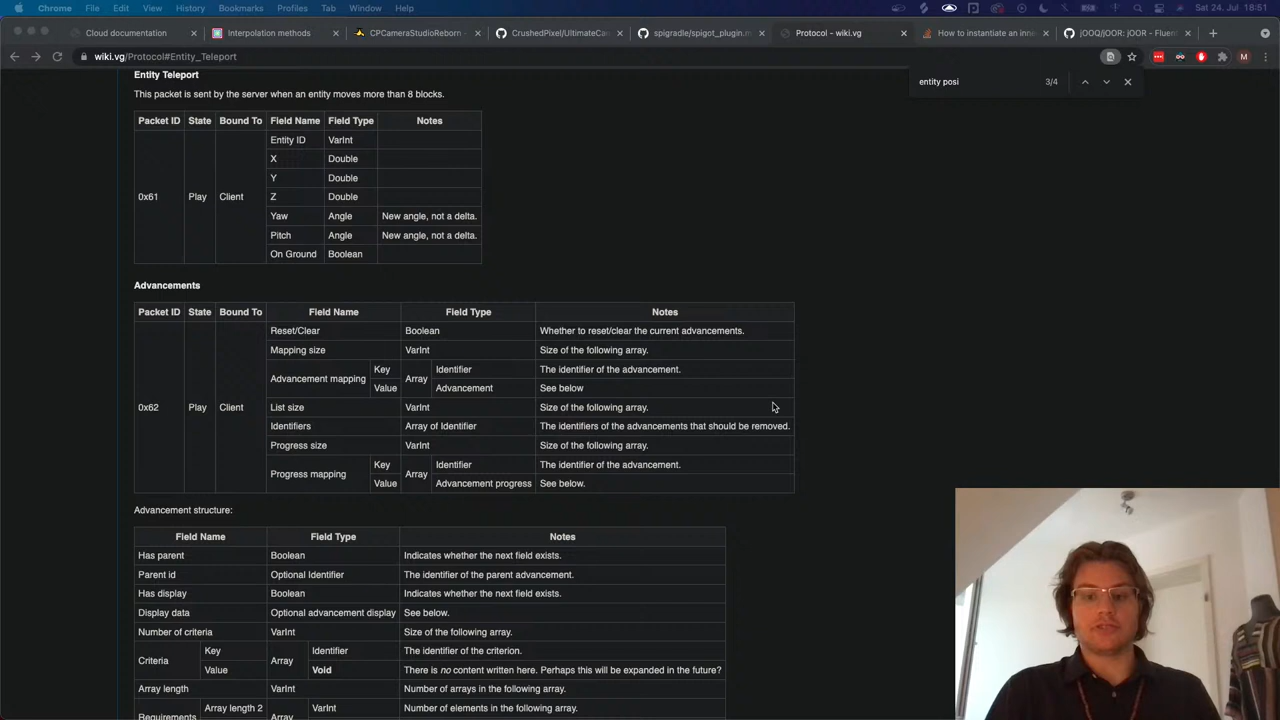 Chrome File Edit View History Bookmarks Profiles Tab Window Help Sat 24. Jul 18:51
Cloud documentation Interpolation methods CPCameraStudioReborn - CrushedPixel/UltimateCam spigradle/spigot_plugin.m Protocol - wiki.vg How to instantiate an inne jOOQ/jOOR: jOOR - Fluent
wiki.vg/Protocol#Entity_Teleport M
entity posi 3/4
Entity Teleport
This packet is sent by the server when an entity moves more than 8 blocks.
Packet ID State Bound To Field Name Field Type Notes
Entity ID VarInt
X Double
Y Double
0x61 Play Client Z Double
Yaw Angle New angle, not a delta.
Pitch Angle New angle, not a delta.
On Ground Boolean
Advancements
Packet ID State Bound To Field Name Field Type Notes
Reset/Clear Boolean Whether to reset/clear the current advancements.
Mapping size VarInt Size of the following array.
Advancement mapping Key Array Identifier The identifier of the advancement.
Value Advancement See below
0x62 Play Client List size VarInt Size of the following array.
Identifiers Array of Identifier The identifiers of the advancements that should be removed.
Progress size VarInt Size of the following array.
Progress mapping Key Array Identifier The identifier of the advancement.
Value Advancement progress See below.
Advancement structure:
Field Name Field Type Notes
Has parent Boolean Indicates whether the next field exists.
Parent id Optional Identifier The identifier of the parent advancement.
Has display Boolean Indicates whether the next field exists.
Display data Optional advancement display See below.
Number of criteria VarInt Size of the following array.
Criteria Key Array Identifier The identifier of the criterion.
Value Void There is no content written here. Perhaps this will be expanded in the future?
Array length VarInt Number of arrays in the following array.
Requirements Array length 2 Array VarInt Number of elements in the following array.